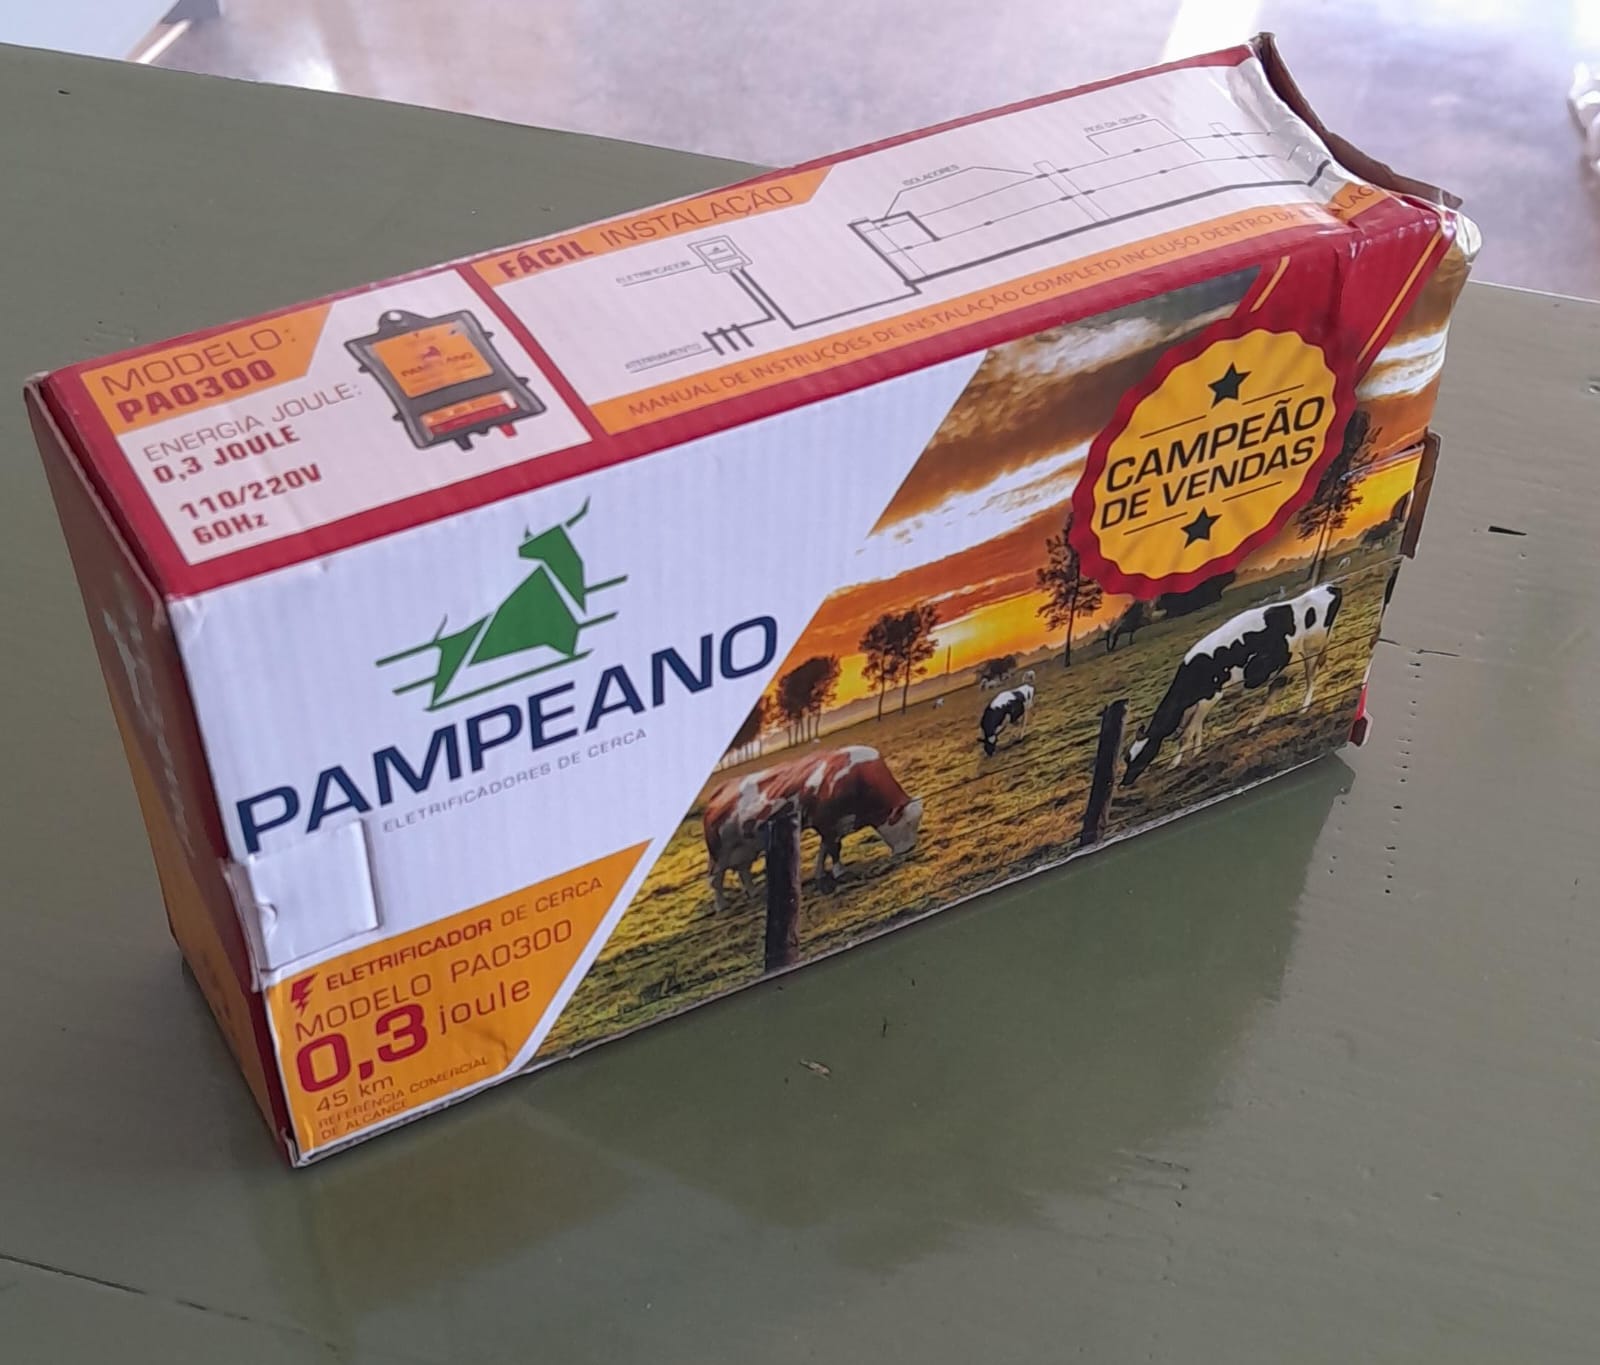 MODELO:
PA0300
ENERGIA JOULE:
0,3 JOULE
110/220V
60Hz
PAMPEANO
FÁCIL INSTALAÇÃO
ELETRIFICADOR
ATERRAMENTO
ISOLADORES
FIOS DA CERCA
MANUAL DE INSTRUÇÕES DE INSTALAÇÃO COMPLETO INCLUSO DENTRO DA
CAMPEÃO
DE VENDAS
PAMPEANO
ELETRIFICADORES DE CERCA
ELETRIFICADOR DE CERCA
MODELO PA0300
0,3 joule
45 km
REFERÊNCIA COMERCIAL
DE ALCANCE